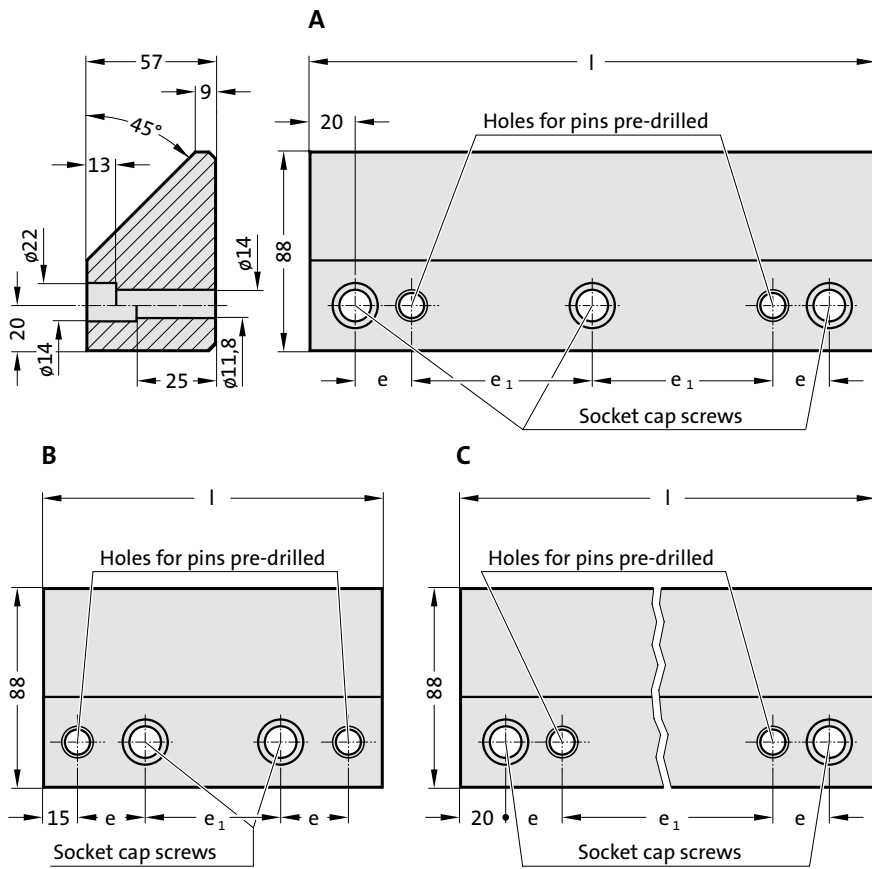 A
57
l
9
20
Holes for pins pre-drilled
45°
13
ø22
ø14
88
20
ø14
25
ø11,8
e
e₁
e₁
e
Socket cap screws
B
C
l
l
Holes for pins pre-drilled
Holes for pins pre-drilled
88
88
15
e
e₁
e
20
e
e₁
e
Socket cap screws
Socket cap screws